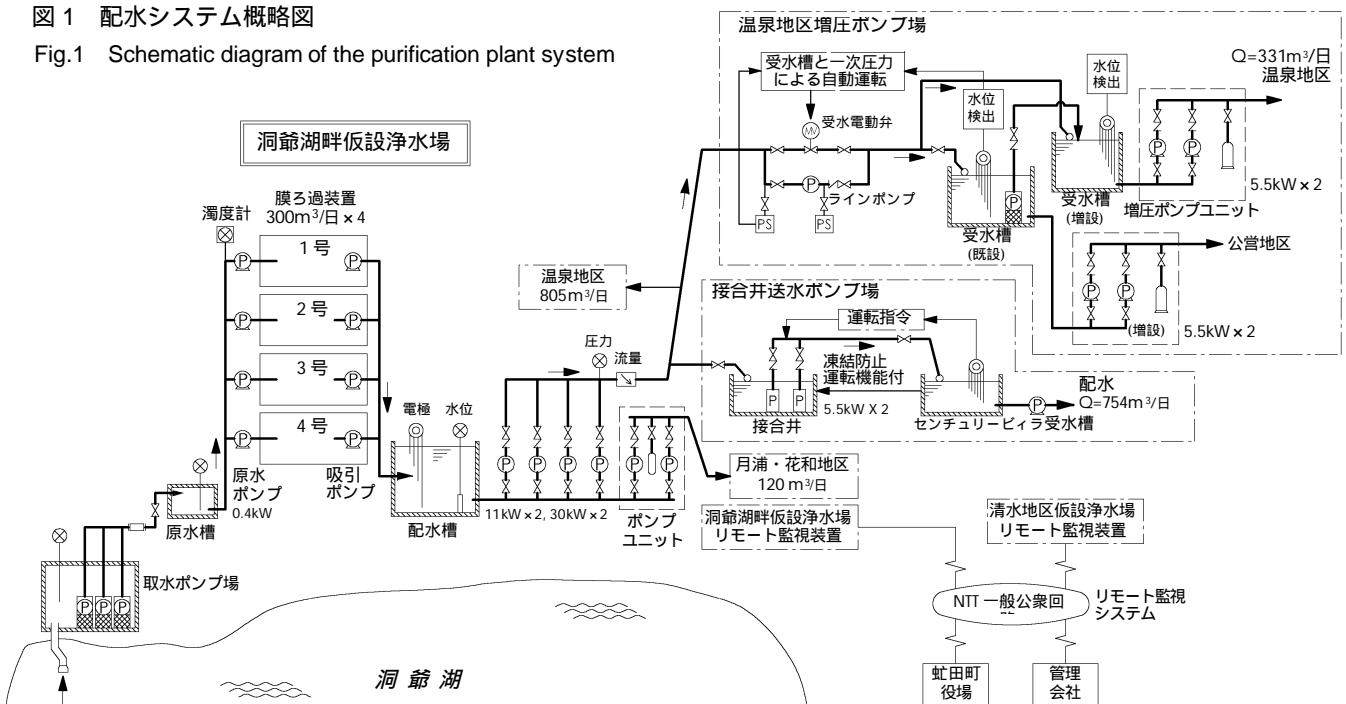 図1 配水システム概略図
Fig.1 Schematic diagram of the purification plant system
洞爺湖畔仮設浄水場
濁度計
膜ろ過装置
300m³/日×4
1号
P
P
2号
P
P
3号
P
P
4号
P
P
原水
ポンプ
0.4kW
吸引
ポンプ
原水槽
取水ポンプ場
P P P
電極
水位
配水槽
圧力
流量
P P P P
11kW×2, 30kW×2
P P
ポンプ
ユニット
温泉地区
805m³/日
月浦・花和地区
120 m³/日
温泉地区増圧ポンプ場
受水槽と一次圧力
による自動運転
MV
受水電動弁
P
ラインポンプ
PS
PS
水位
検出
P
受水槽
(既設)
水位
検出
受水槽
(増設)
Q=331m³/日
温泉地区
P P
5.5kW×2
増圧ポンプユニット
公営地区
P P
(増設)
5.5kW×2
接合井送水ポンプ場
運転指令
凍結防止
運転機能付
P P
5.5kW X 2
接合井
センチュリービィラ受水槽
P
配水
Q=754m³/日
洞爺湖畔仮設浄水場
リモート監視装置
清水地区仮設浄水場
リモート監視装置
NTT 一般公衆回
リモート監視
システム
虻田町
役場
管理
会社
洞爺湖